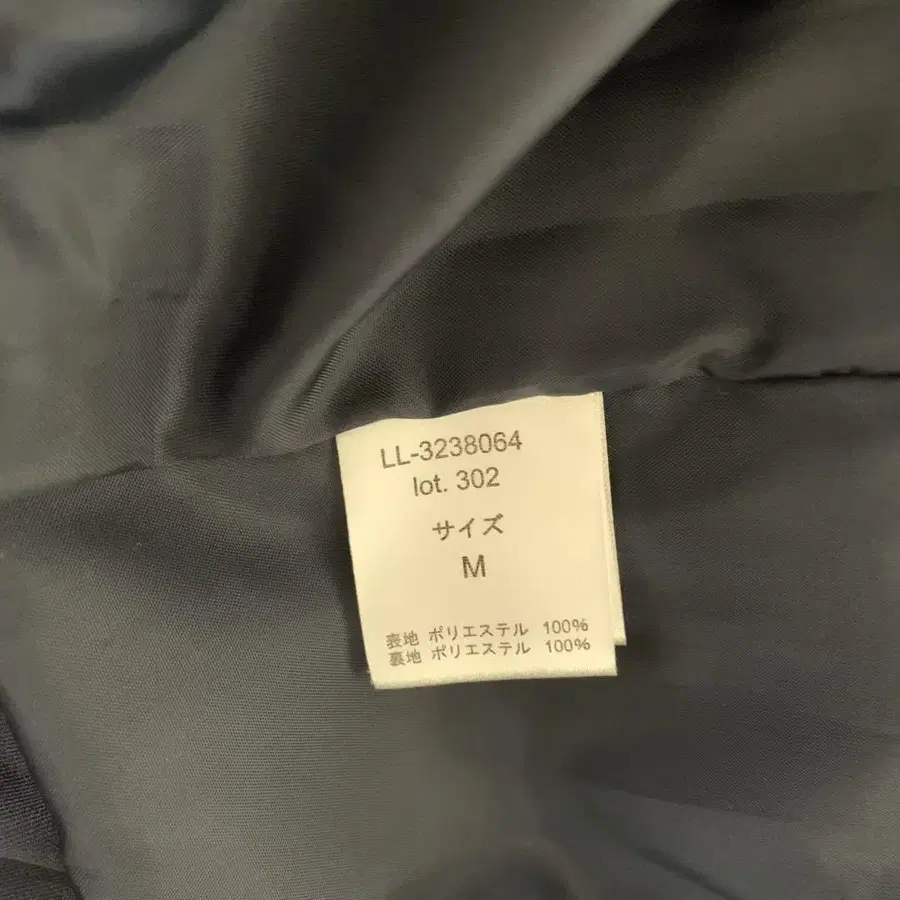 LL-3238064
lot. 302
サイズ
M
表地 ポリエステル 100%
裏地 ポリエステル 100%